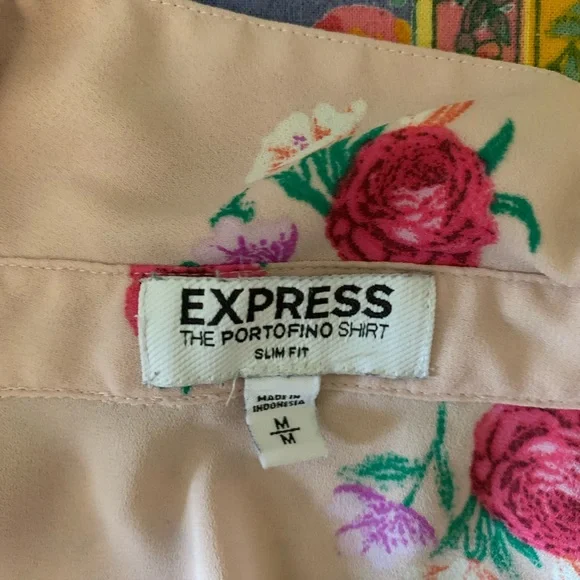 EXPRESS
THE PORTOFINO SHIRT
SLIM FIT
MADE IN
INDONESIA
M
M